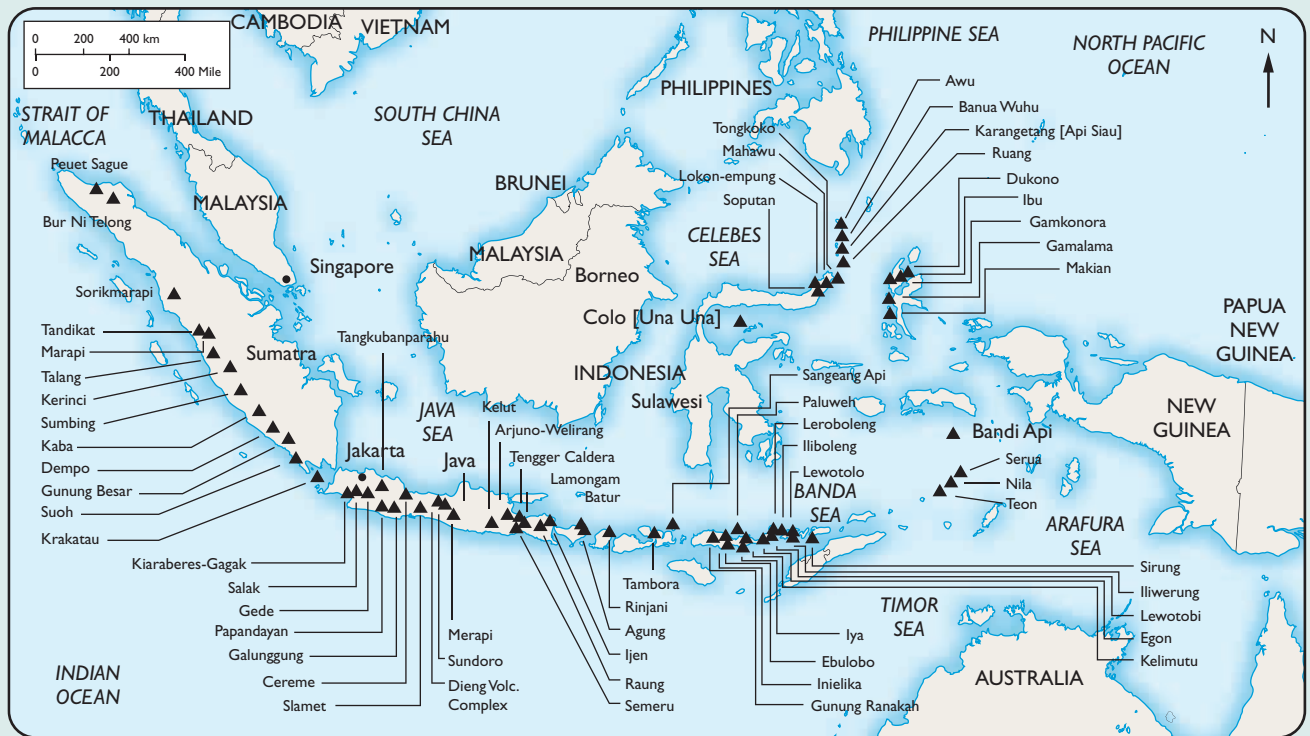 0 200 400 km
0 200 400 Mile
CAMBODIA
VIETNAM
PHILIPPINE SEA
NORTH PACIFIC
OCEAN
N
STRAIT OF
MALACCA
THAILAND
SOUTH CHINA
SEA
PHILIPPINES
Awu
Banua Wuhu
Karangetang [Api Siau]
Ruang
Dukono
Ibu
Gamkonora
Gamalama
Makian
Tongkoko
Mahawu
Lokon-empung
Soputan
Peuet Sague
Bur Ni Telong
MALAYSIA
BRUNEI
MALAYSIA
Borneo
CELEBES
SEA
Singapore
Sorikmarapi
Colo [Una Una]
PAPUA
NEW
GUINEA
Tandikat
Marapi
Talang
Kerinci
Sumbing
Kaba
Dempo
Gunung Besar
Suoh
Krakatau
Sumatra
Tangkubanparahu
INDONESIA
Sulawesi
Sangeang Api
Paluweh
Leroboleng
Iliboleng
Lewotolo
NEW
GUINEA
JAVA
SEA
Kelut
Arjuno-Welirang
Tengger Caldera
Lamongam
Batur
Jakarta
Java
BANDA
SEA
Bandi Api
Serua
Nila
Teon
ARAFURA
SEA
Kiaraberes-Gagak
Salak
Gede
Papandayan
Galunggung
Cereme
Slamet
Merapi
Sundoro
Dieng Volc.
Complex
Tambora
Rinjani
Agung
Ijen
Raung
Semeru
TIMOR
SEA
Iya
Ebulobo
Inielika
Gunung Ranakah
Sirung
Iliwerung
Lewotobi
Egon
Kelimutu
INDIAN
OCEAN
AUSTRALIA